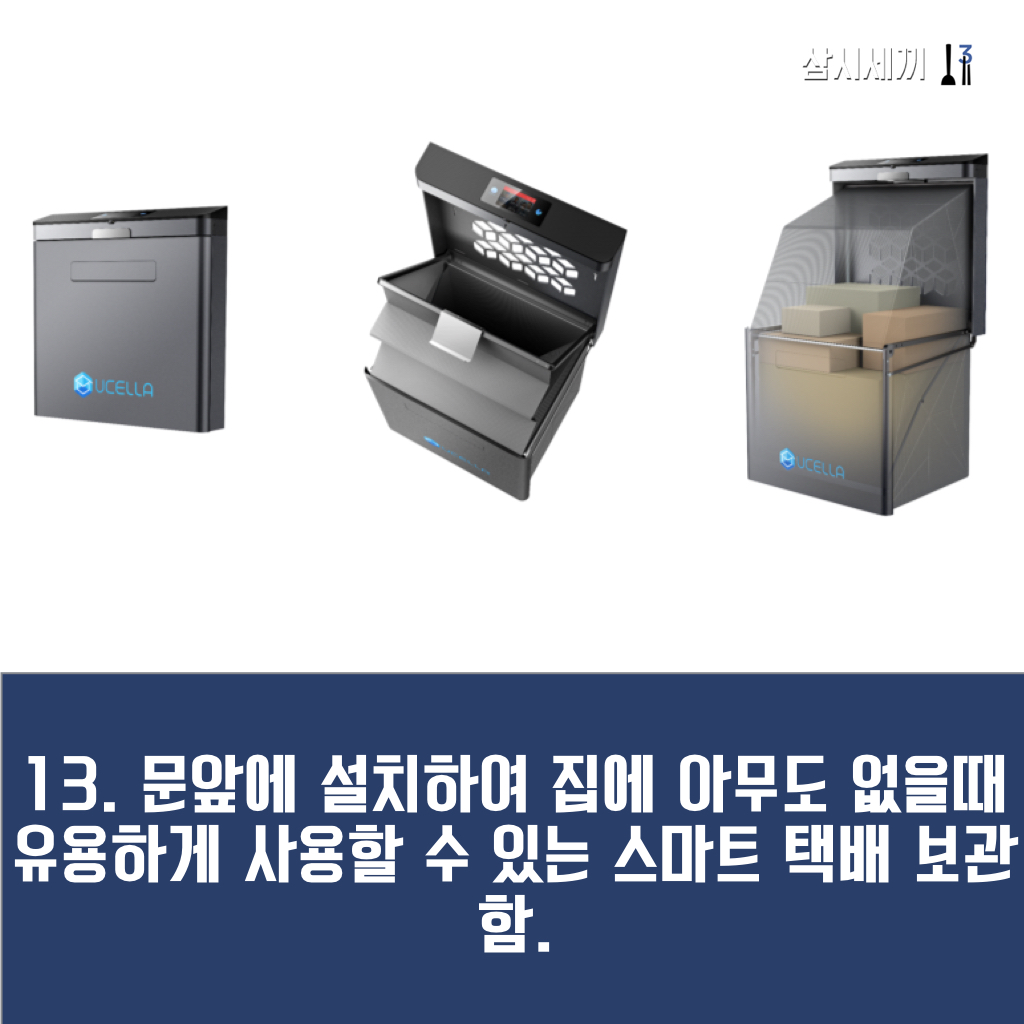 삼시세끼 3
UCELLA
UCELLA
13. 문앞에 설치하여 집에 아무도 없을때
유용하게 사용할 수 있는 스마트 택배 보관
함.